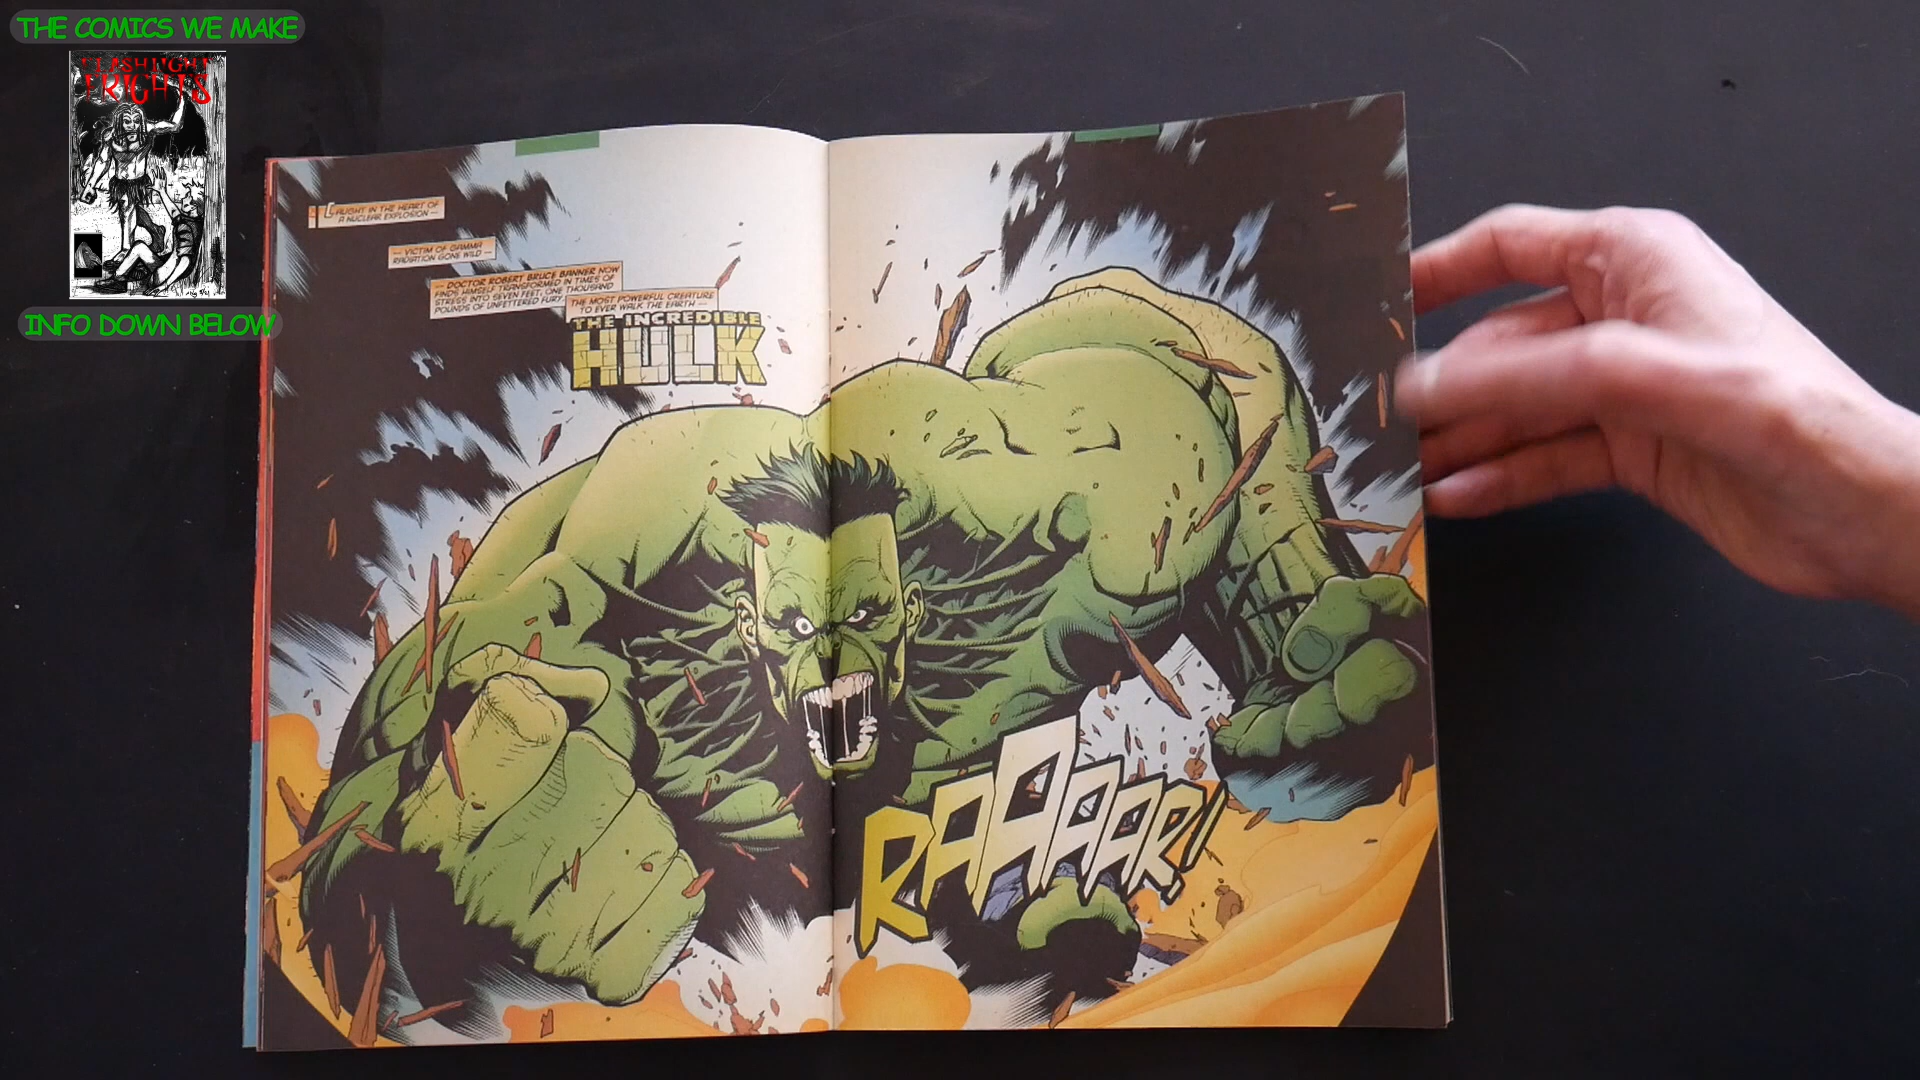 THE COMICS WE MAKE
FLASHLIGHT
FRIGHTS
INFO DOWN BELOW
CAUGHT IN THE HEART OF
A NUCLEAR EXPLOSION —
— VICTIM OF GAMMA
RADIATION GONE WILD —
— DOCTOR ROBERT BRUCE BANNER NOW
FINDS HIMSELF TRANSFORMED IN TIMES OF
STRESS INTO SEVEN FEET, ONE THOUSAND
POUNDS OF UNFETTERED FURY
THE MOST POWERFUL CREATURE
TO EVER WALK THE EARTH —
THE INCREDIBLE
HULK
RAAAAAR!